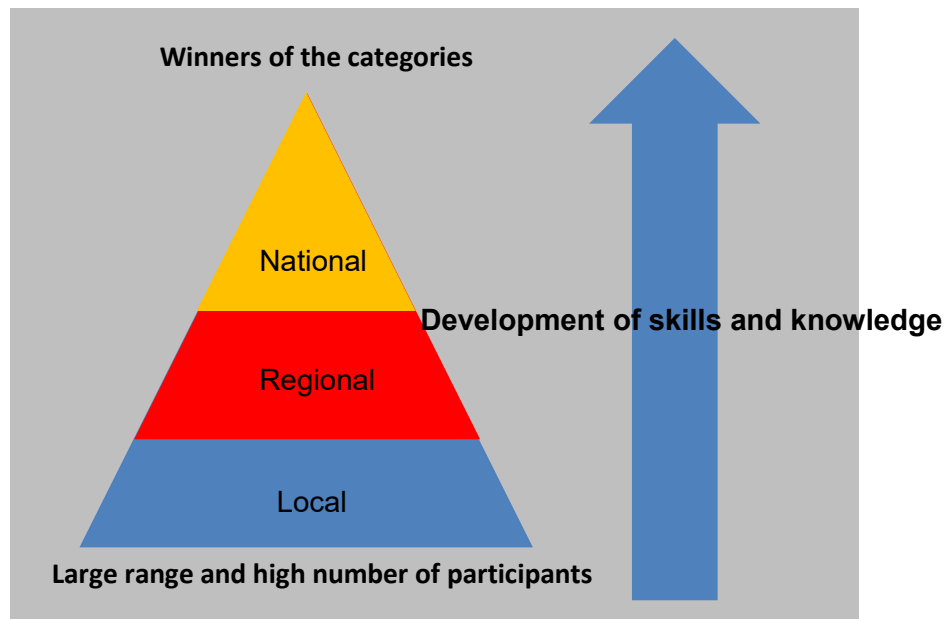 Winners of the categories
National
Development of skills and knowledge
Regional
Local
Large range and high number of participants